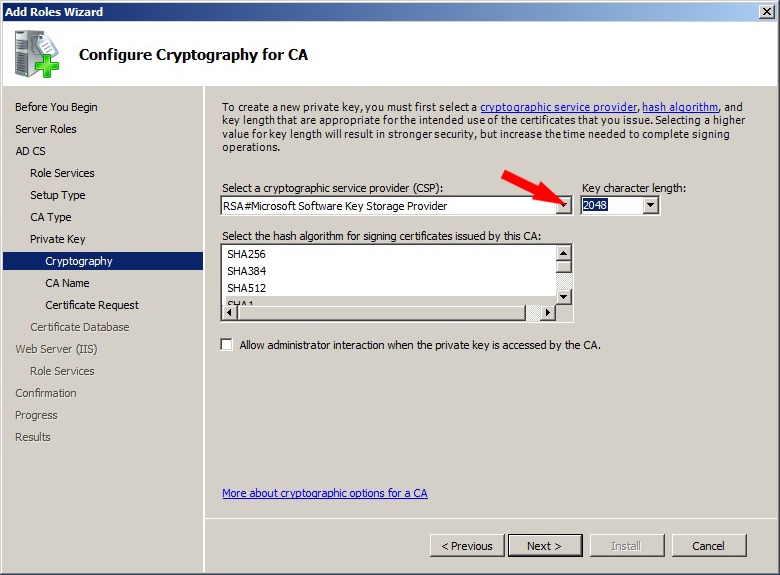 Add Roles Wizard
Configure Cryptography for CA
Before You Begin
Server Roles
AD CS
Role Services
Setup Type
CA Type
Private Key
Cryptography
CA Name
Certificate Request
Certificate Database
Web Server (IIS)
Role Services
Confirmation
Progress
Results
To create a new private key, you must first select a cryptographic service provider, hash algorithm, and
key length that are appropriate for the intended use of the certificates that you issue. Selecting a higher
value for key length will result in stronger security, but increase the time needed to complete signing
operations.
Select a cryptographic service provider (CSP):
Key character length:
RSA#Microsoft Software Key Storage Provider
2048
Select the hash algorithm for signing certificates issued by this CA:
SHA256
SHA384
SHA512
SHA1
Allow administrator interaction when the private key is accessed by the CA.
More about cryptographic options for a CA
< Previous
Next >
Install
Cancel